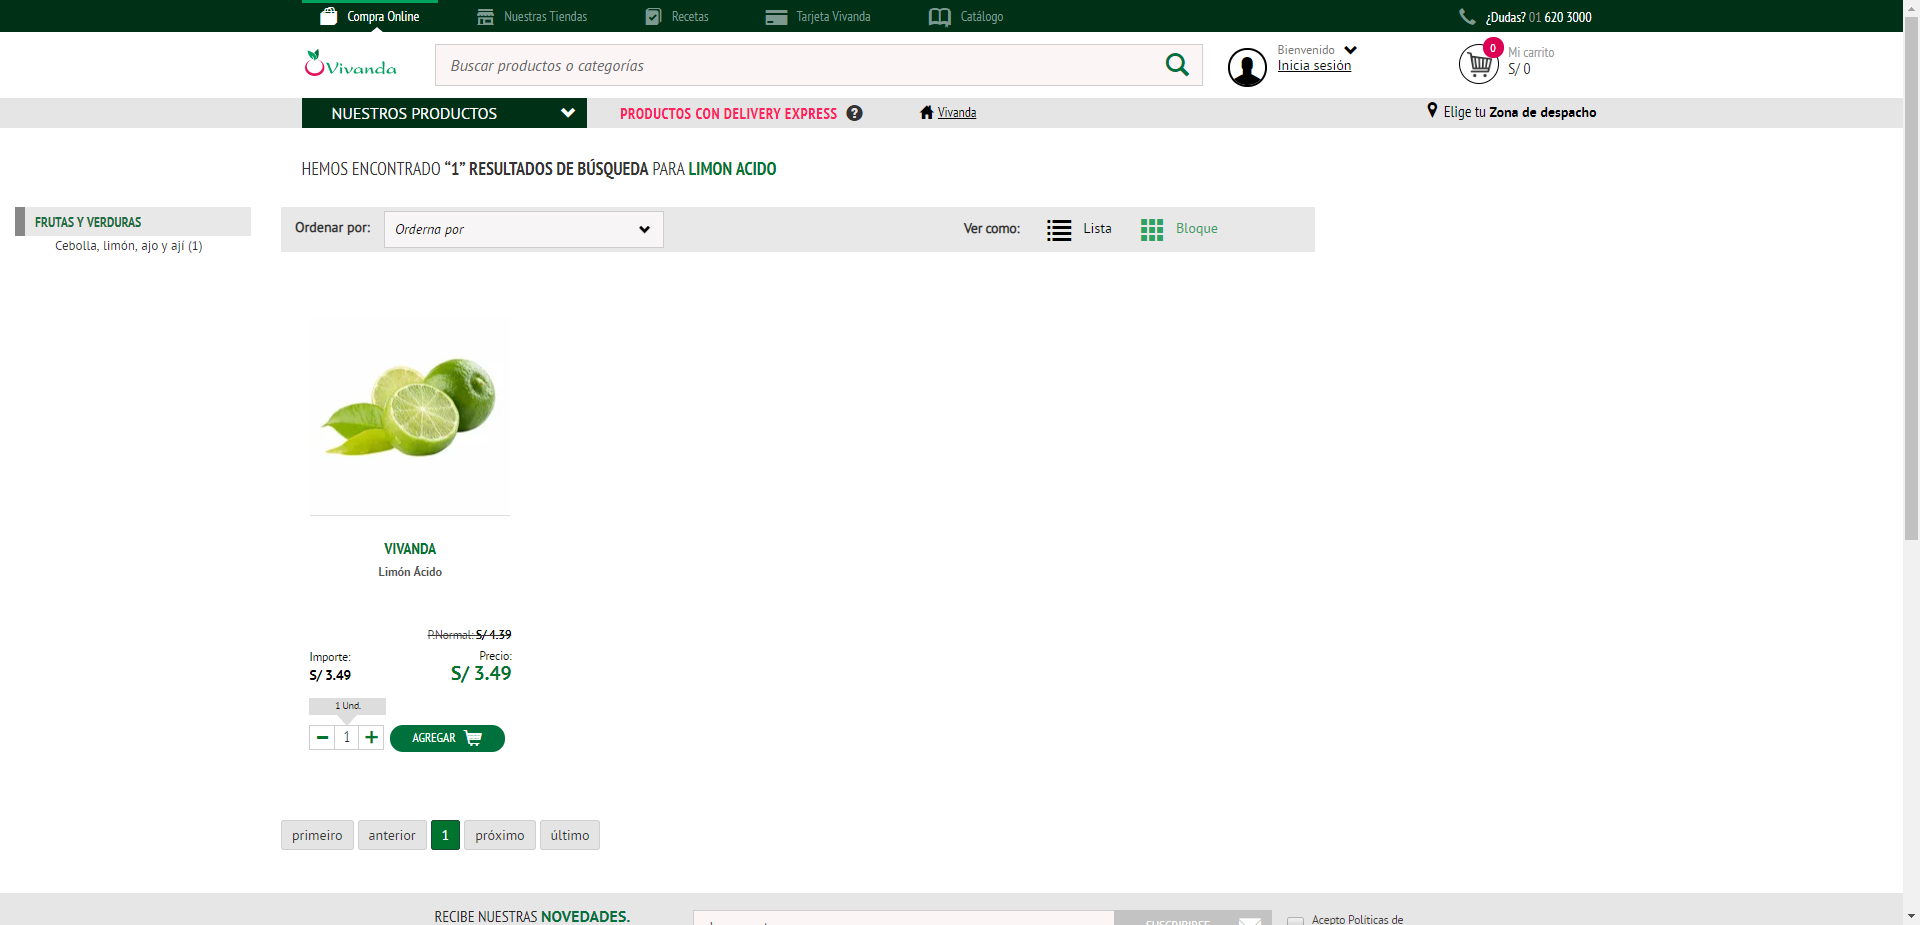 Compra Online
Nuestras Tiendas
Recetas
Tarjeta Vivanda
Catálogo
¿Dudas? 01 620 3000
Vivanda
Buscar productos o categorías
Bienvenido
Inicia sesión
0
Mi carrito
S/ 0
NUESTROS PRODUCTOS
PRODUCTOS CON DELIVERY EXPRESS ?
Vivanda
Elige tu Zona de despacho
HEMOS ENCONTRADO “1” RESULTADOS DE BÚSQUEDA PARA LIMON ACIDO
FRUTAS Y VERDURAS
Cebolla, limón, ajo y ají (1)
Ordenar por:
Orderna por
Ver como:
Lista
Bloque
VIVANDA
Limón Ácido
P.Normal: S/ 4.39
Importe:
S/ 3.49
Precio:
S/ 3.49
1 Und.
1
AGREGAR
primeiro
anterior
1
próximo
último
RECIBE NUESTRAS NOVEDADES.
SUSCRIBIRSE
Acepto Políticas de